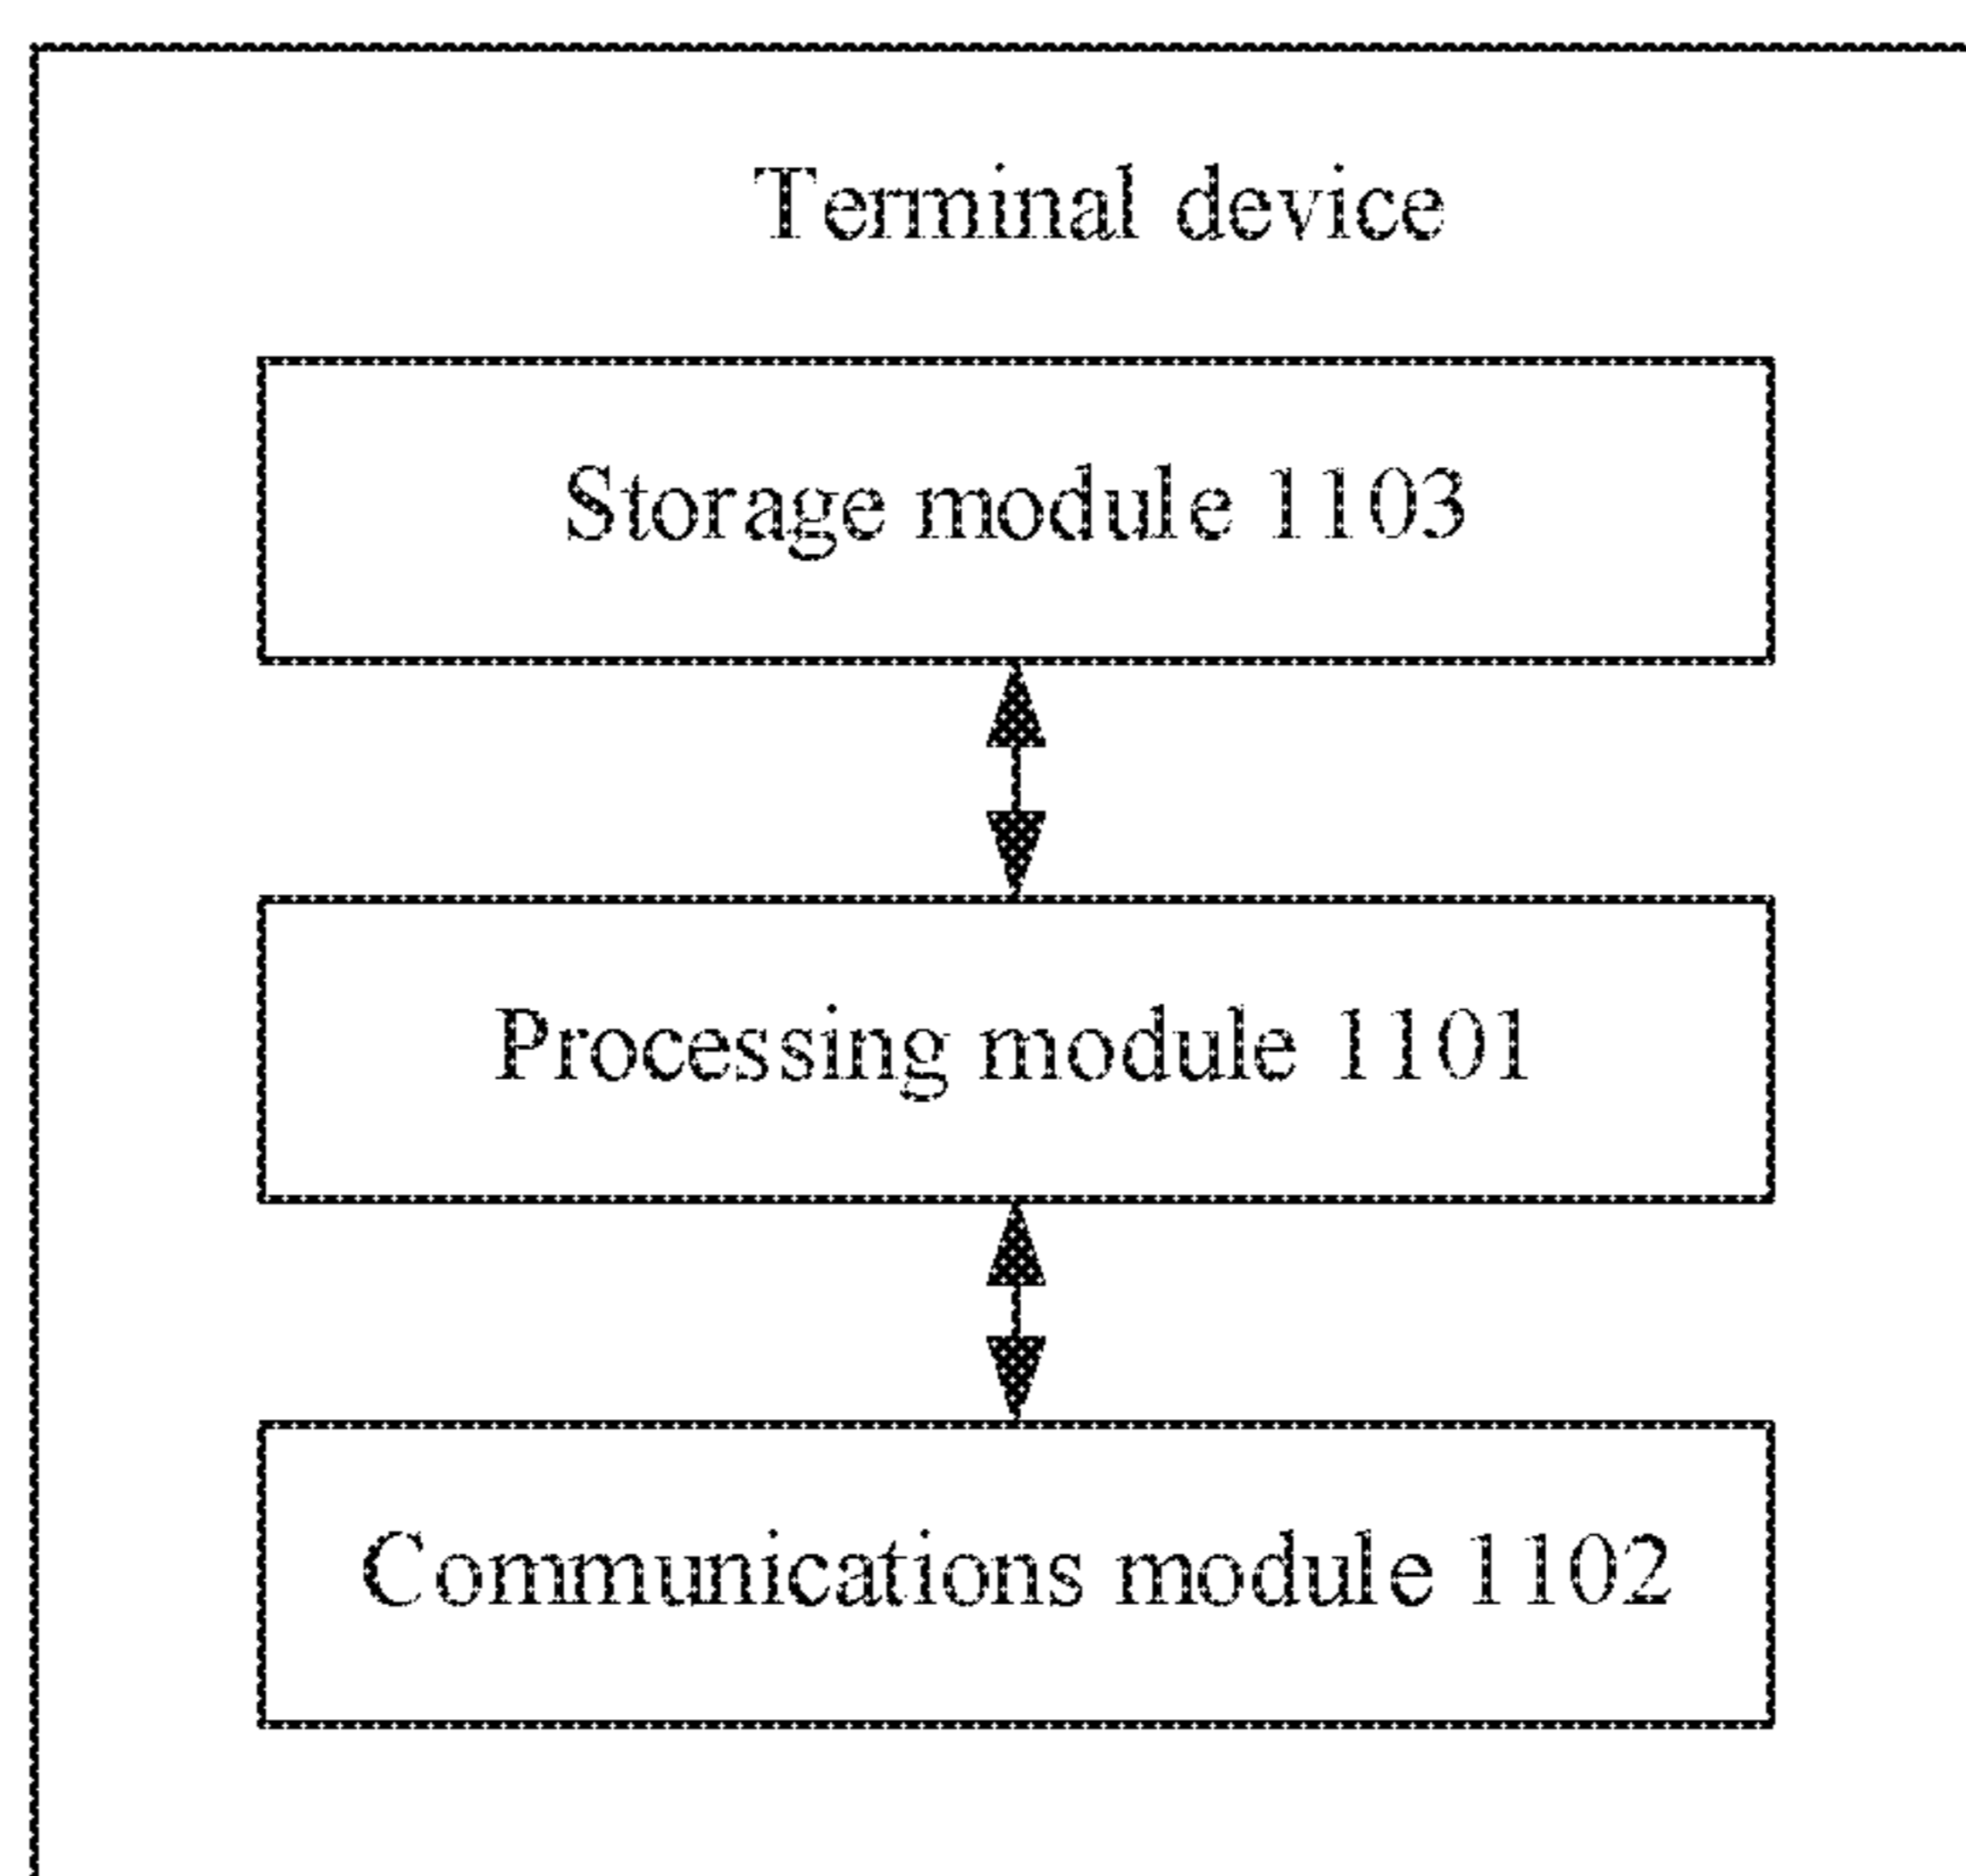 Terminal device
Storage module 1103
Processing module 1101
Communications module 1102